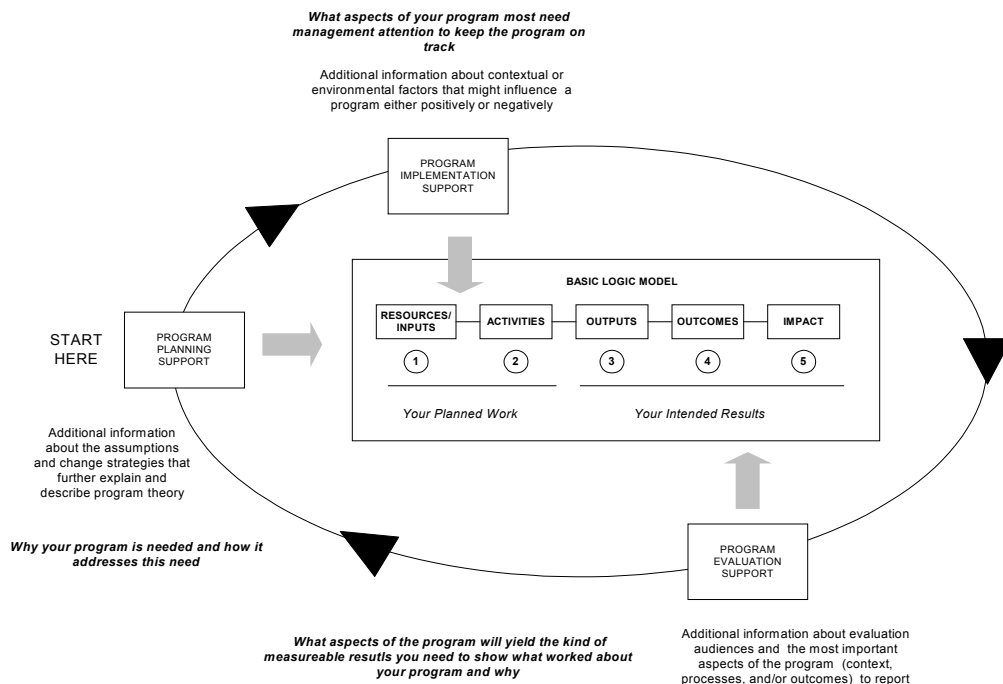 What aspects of your program most need
management attention to keep the program on
track
Additional information about contextual or
environmental factors that might influence a
program either positively or negatively
PROGRAM
IMPLEMENTATION
SUPPORT
BASIC LOGIC MODEL
RESOURCES/
INPUTS
ACTIVITIES
OUTPUTS
OUTCOMES
IMPACT
1
2
3
4
5
Your Planned Work
Your Intended Results
START
HERE
PROGRAM
PLANNING
SUPPORT
Additional information
about the assumptions
and change strategies that
further explain and
describe program theory
Why your program is needed and how it
addresses this need
PROGRAM
EVALUATION
SUPPORT
What aspects of the program will yield the kind of
measureable resutls you need to show what worked about
your program and why
Additional information about evaluation
audiences and the most important
aspects of the program (context,
processes, and/or outcomes) to report